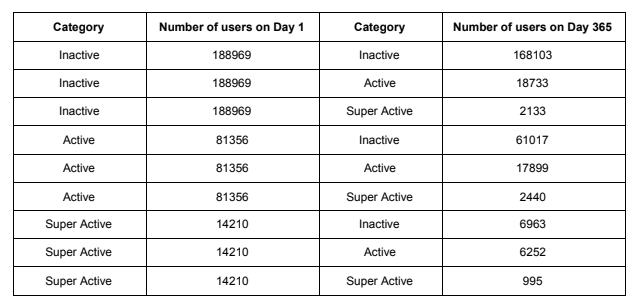 Category Number of users on Day 1 Category Number of users on Day 365
Inactive 188969 Inactive 168103
Inactive 188969 Active 18733
Inactive 188969 Super Active 2133
Active 81356 Inactive 61017
Active 81356 Active 17899
Active 81356 Super Active 2440
Super Active 14210 Inactive 6963
Super Active 14210 Active 6252
Super Active 14210 Super Active 995